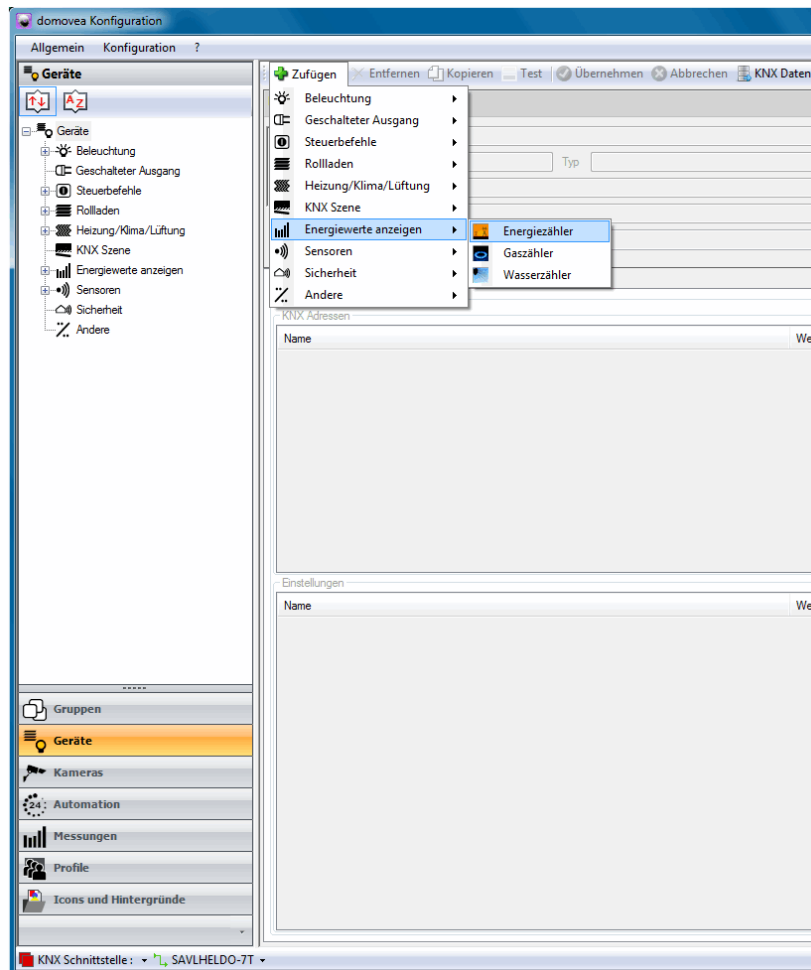 domovea Konfiguration
Allgemein Konfiguration ?
Geräte
Zufügen Entfernen Kopieren Test Übernehmen Abbrechen KNX Daten
AZ
Geräte
Beleuchtung
Geschalteter Ausgang
Steuerbefehle
Rollladen
Heizung/Klima/Lüftung
KNX Szene
Energiewerte anzeigen
Sensoren
Sicherheit
Andere
Beleuchtung
Geschalteter Ausgang
Steuerbefehle
Rollladen
Heizung/Klima/Lüftung
KNX Szene
Energiewerte anzeigen
Sensoren
Sicherheit
Andere
Energiezähler
Gaszähler
Wasserzähler
Typ
KNX Adressen
Name We
Einstellungen
Name We
Gruppen
Geräte
Kameras
24 Automation
Messungen
Profile
Icons und Hintergründe
KNX Schnittstelle : SAVLHELDO-7T